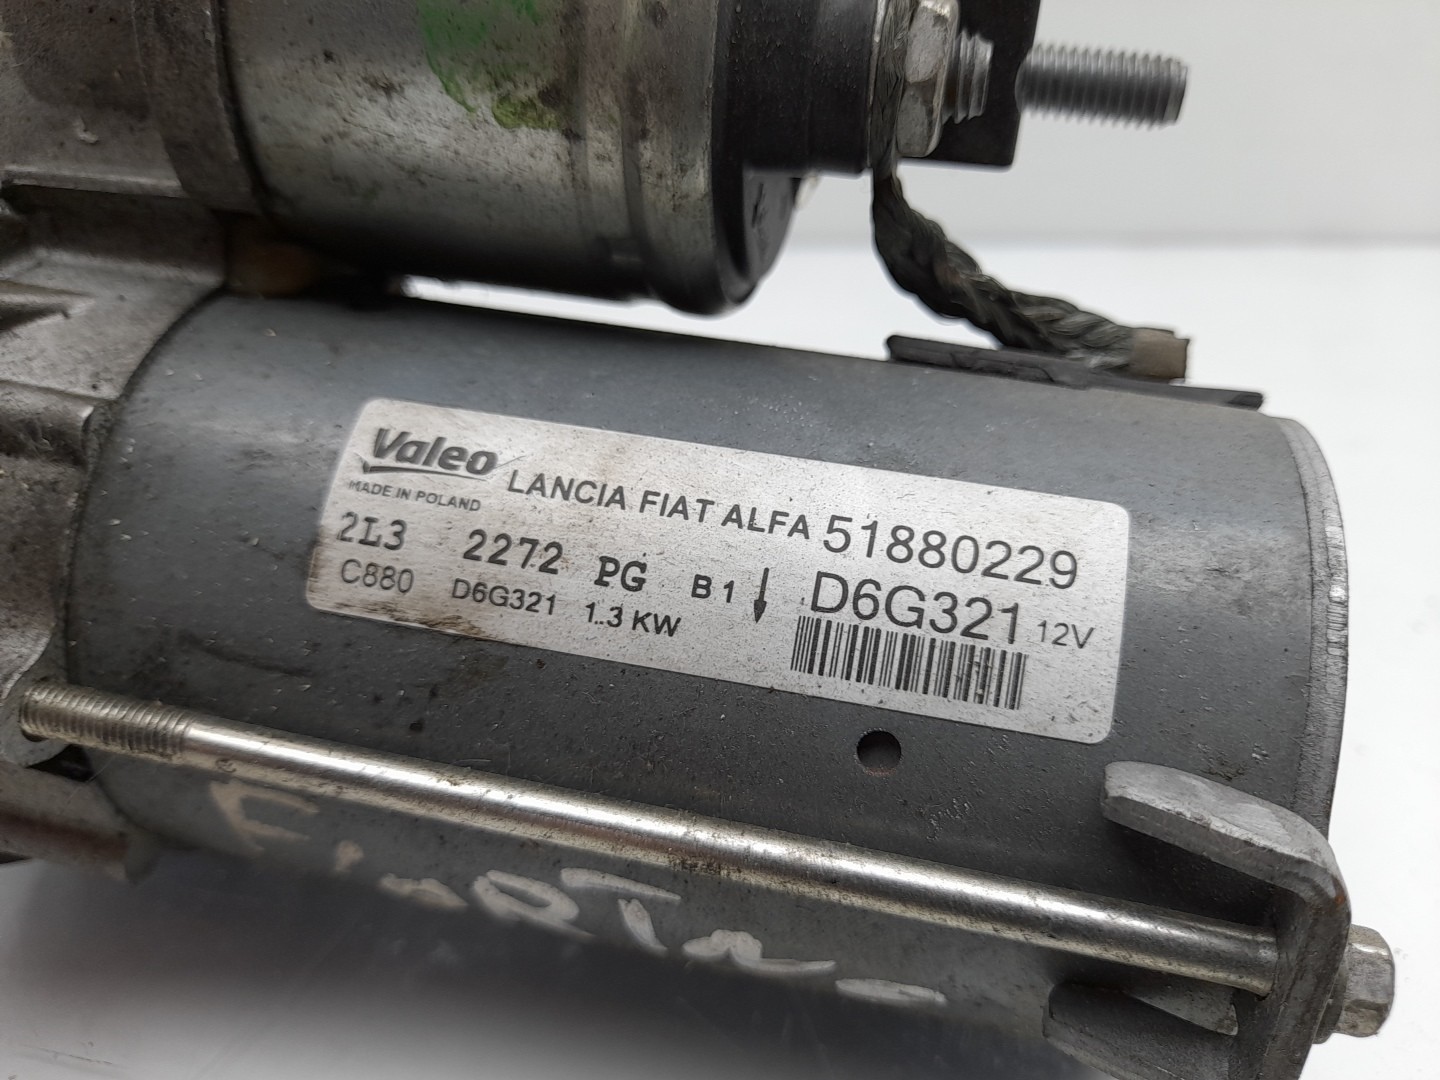 Valeo LANCIA FIAT ALFA 51880229
MADE IN POLAND
2L3 2272 PG B1 D6G321 12V
C880 D6G321 1.3 KW